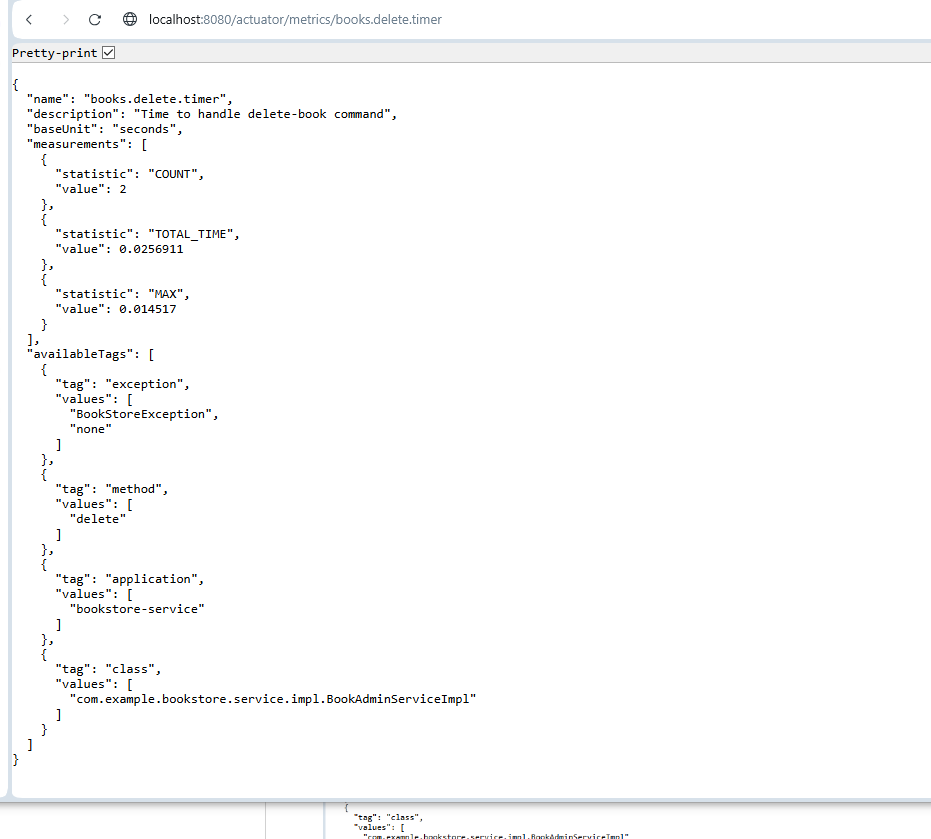 localhost:8080/actuator/metrics/books.delete.timer
Pretty-print
{
  "name": "books.delete.timer",
  "description": "Time to handle delete-book command",
  "baseUnit": "seconds",
  "measurements": [
    {
      "statistic": "COUNT",
      "value": 2
    },
    {
      "statistic": "TOTAL_TIME",
      "value": 0.0256911
    },
    {
      "statistic": "MAX",
      "value": 0.014517
    }
  ],
  "availableTags": [
    {
      "tag": "exception",
      "values": [
        "BookStoreException",
        "none"
      ]
    },
    {
      "tag": "method",
      "values": [
        "delete"
      ]
    },
    {
      "tag": "application",
      "values": [
        "bookstore-service"
      ]
    },
    {
      "tag": "class",
      "values": [
        "com.example.bookstore.service.impl.BookAdminServiceImpl"
      ]
    }
  ]
}
{
  "tag": "class",
  "values": [
    "com.example.bookstore.service.impl.BookAdminServiceImpl"